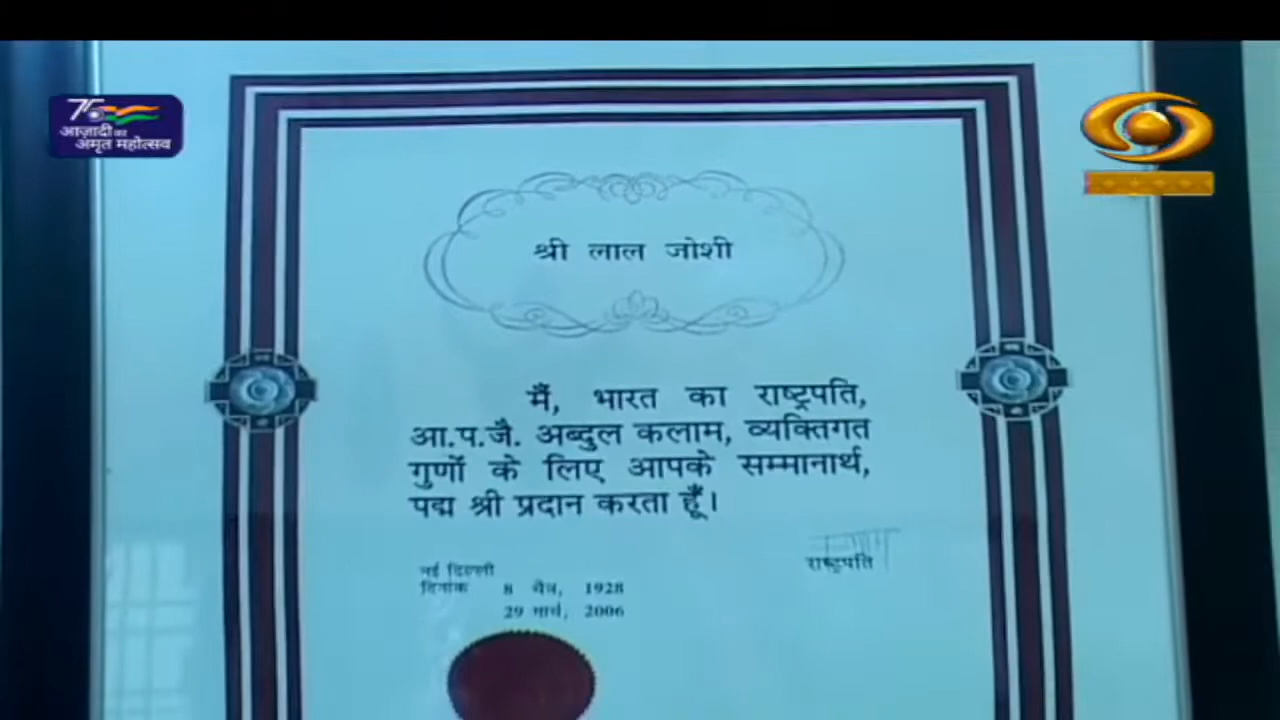 75
आज़ादी का
अमृत महोत्सव
श्री लाल जोशी
मैं, भारत का राष्ट्रपति,
आ.प.जै. अब्दुल कलाम, व्यक्तिगत
गुणों के लिए आपके सम्मानार्थ,
पद्म श्री प्रदान करता हूँ।
राष्ट्रपति
नई दिल्ली
दिनांक 8 चैत्र, 1928
29 मार्च, 2006